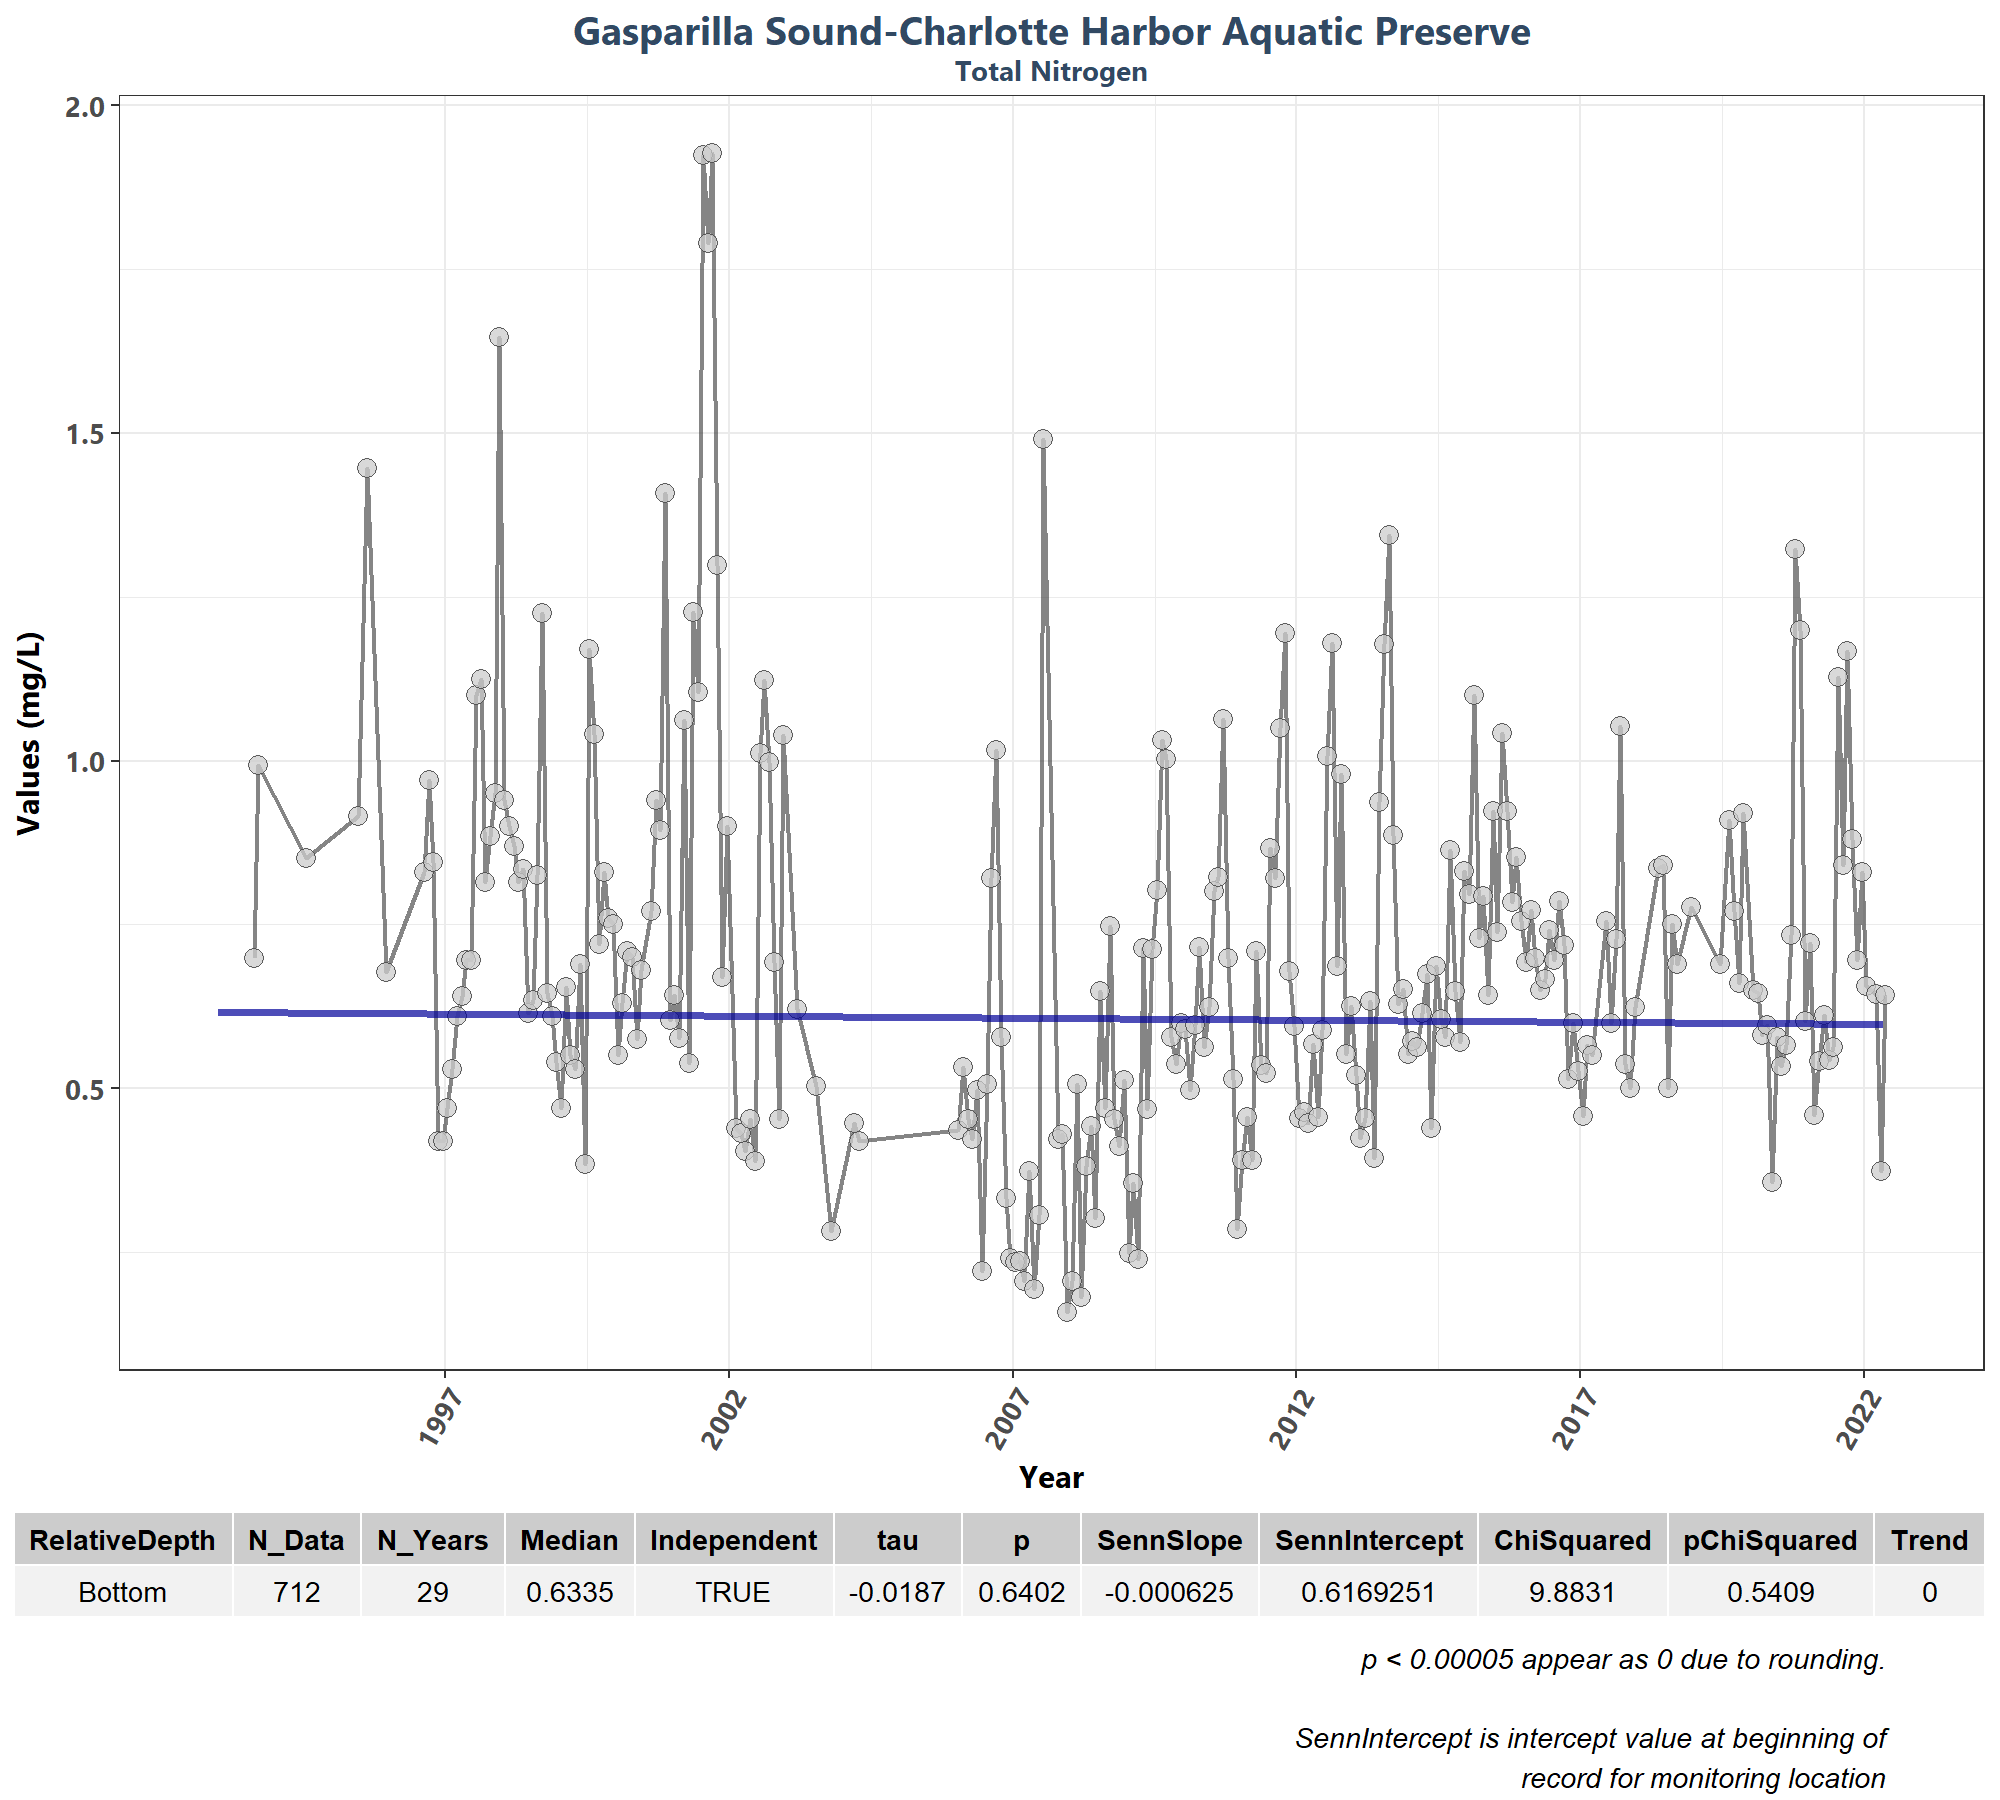 Gasparilla Sound-Charlotte Harbor Aquatic Preserve
Total Nitrogen
2.0
1.5
1.0
0.5
Values (mg/L)
1997 2002 2007 2012 2017 2022
Year
RelativeDepth N_Data N_Years Median Independent tau p SennSlope SennIntercept ChiSquared pChiSquared Trend
Bottom 712 29 0.6335 TRUE -0.0187 0.6402 -0.000625 0.6169251 9.8831 0.5409 0
p < 0.00005 appear as 0 due to rounding.
SennIntercept is intercept value at beginning of
record for monitoring location